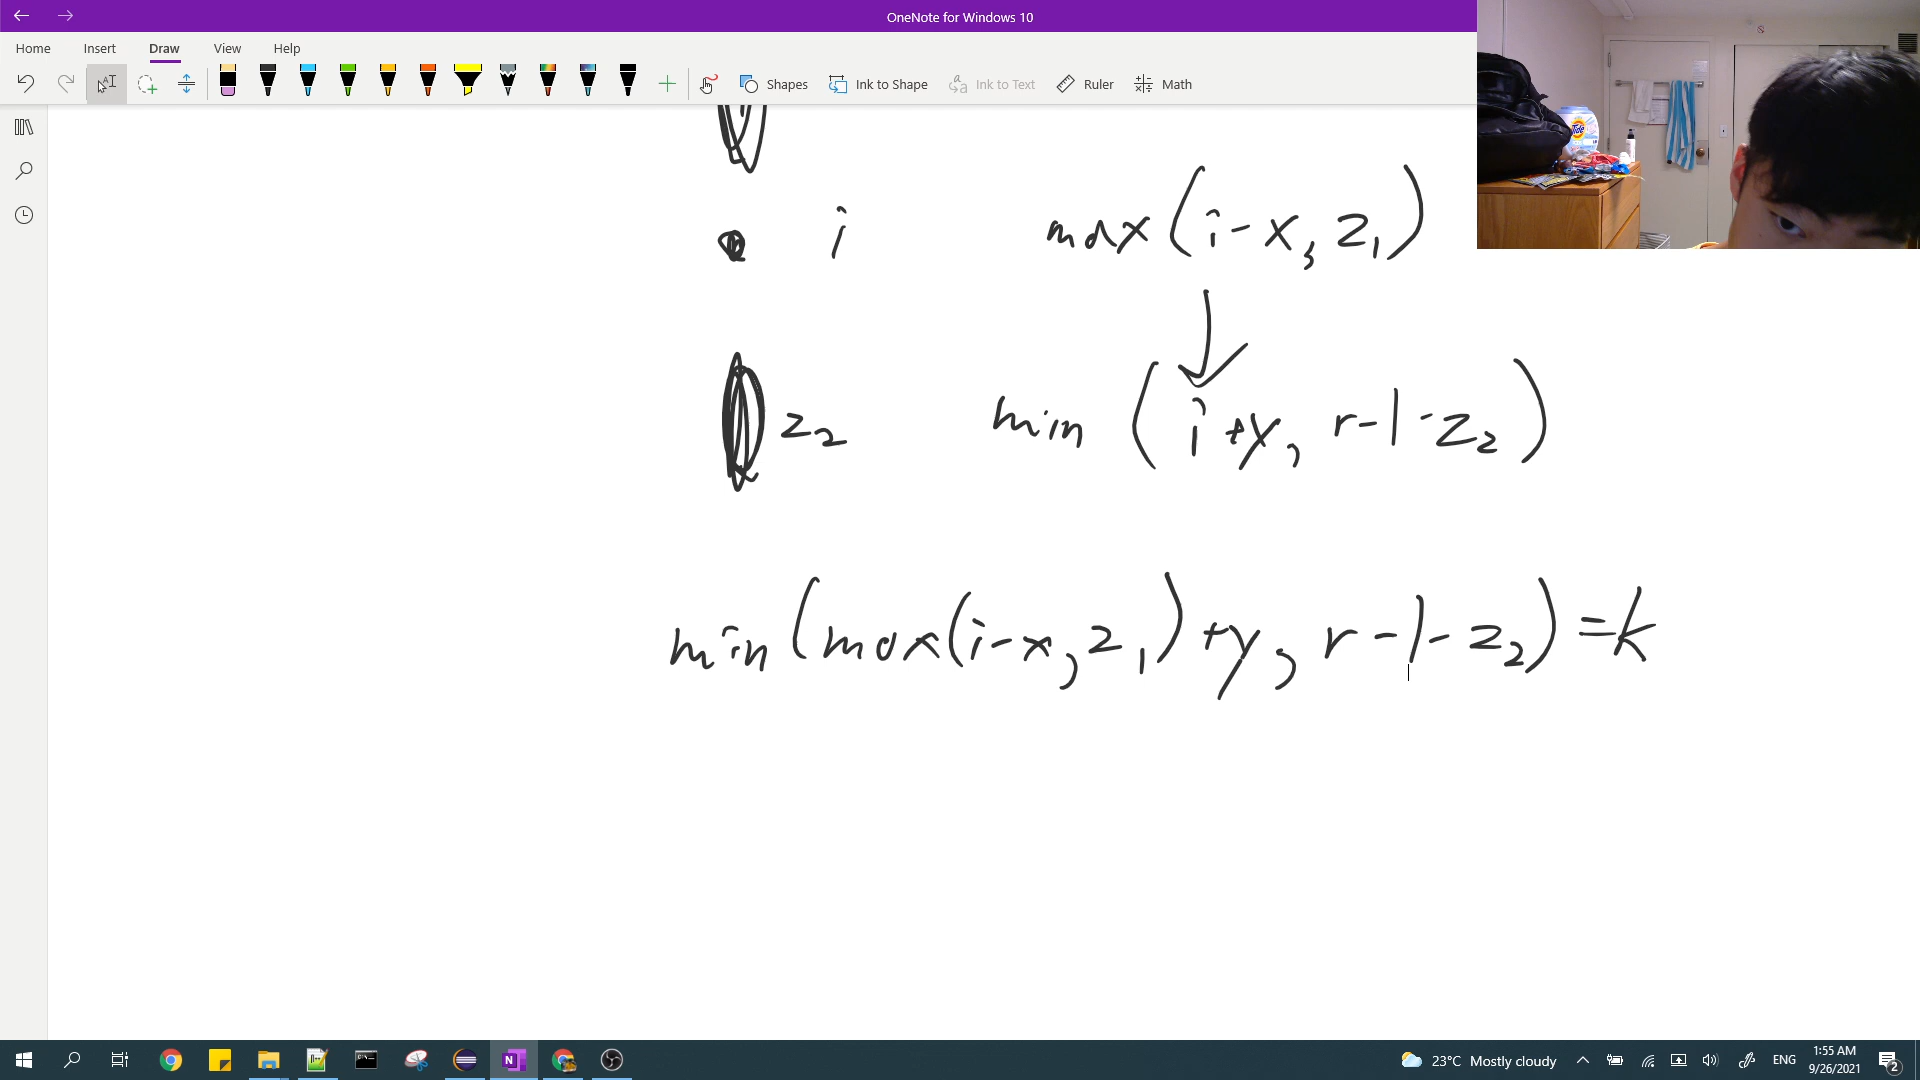 OneNote for Windows 10
Home Insert Draw View Help
Shapes Ink to Shape Ink to Text Ruler Math
Tide
i max(i-x, z₁)
z₂ min(i+y, r-1-z₂)
min(max(i-x, z₁)+y, r-1-z₂)=k
23°C Mostly cloudy ENG 1:55 AM
9/26/2021
2